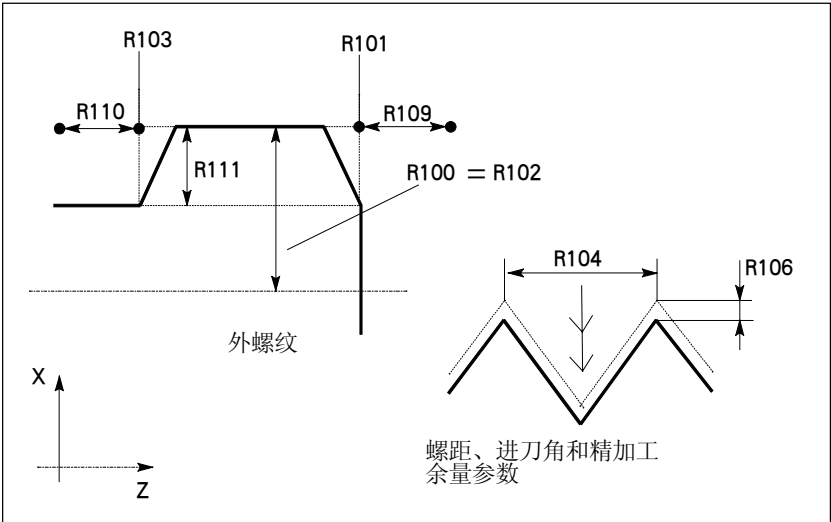 R103
R101
R110
R109
R111
R100 = R102
R104
R106
外螺纹
X
Z
螺距、进刀角和精加工
余量参数